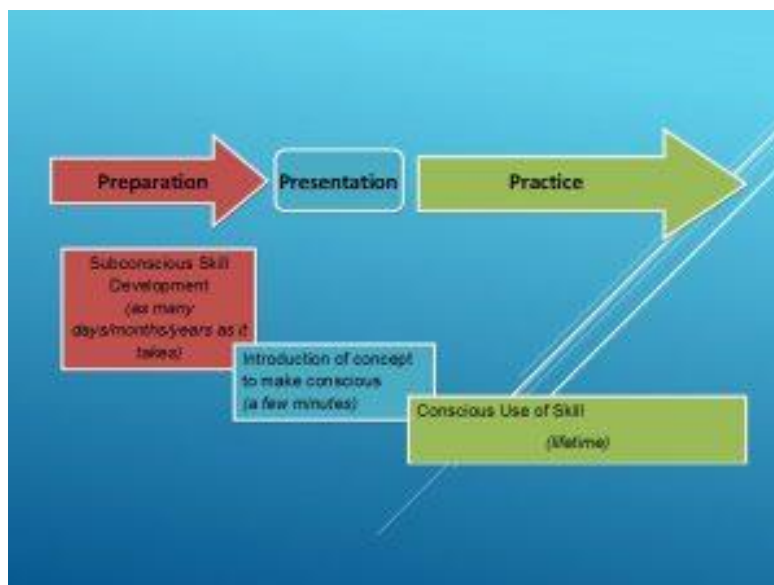 Preparation
Presentation
Practice
Subconscious Skill
Development
(as many
days/months/years as it
takes)
Introduction of concept
to make conscious
(a few minutes)
Conscious Use of Skill
(lifetime)